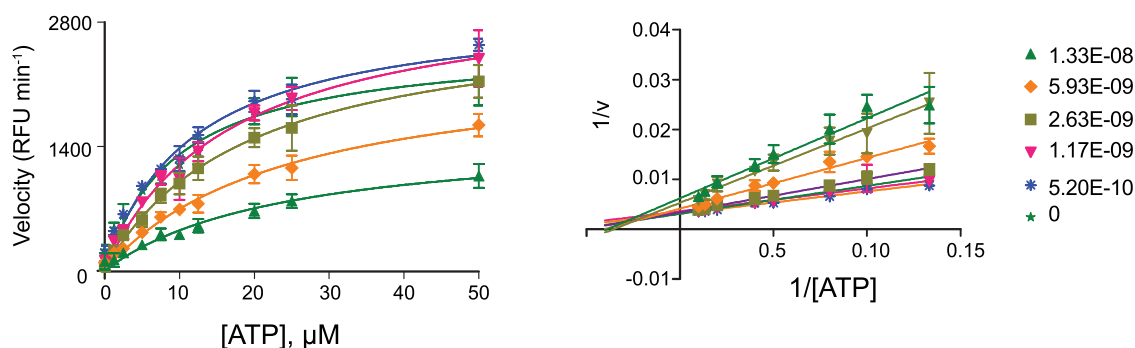 2800
1400
0
Velocity (RFU min-1)
0
10
20
30
40
50
[ATP], µM
0.04
0.03
0.02
0.01
-0.01
1/v
0.5
0.10
0.15
1/[ATP]
1.33E-08
5.93E-09
2.63E-09
1.17E-09
5.20E-10
0